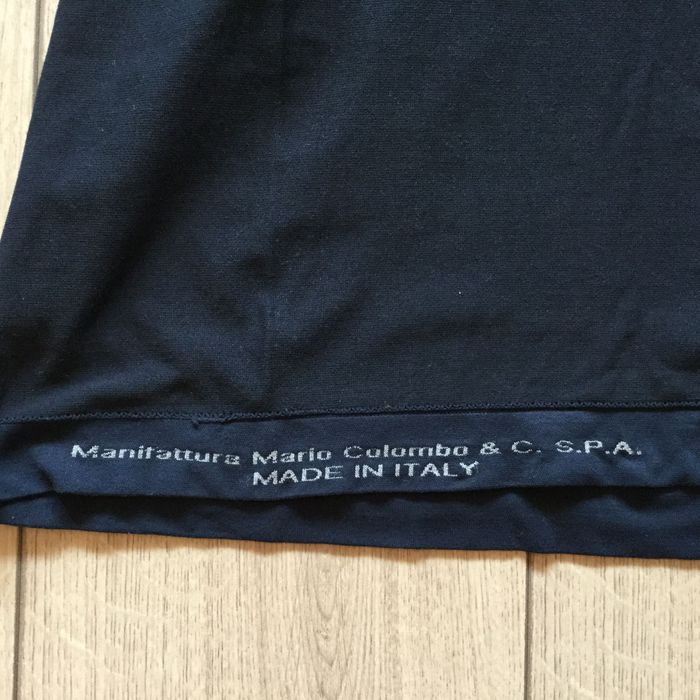 Manifattura Mario Colombo & C. S.P.A.
MADE IN ITALY